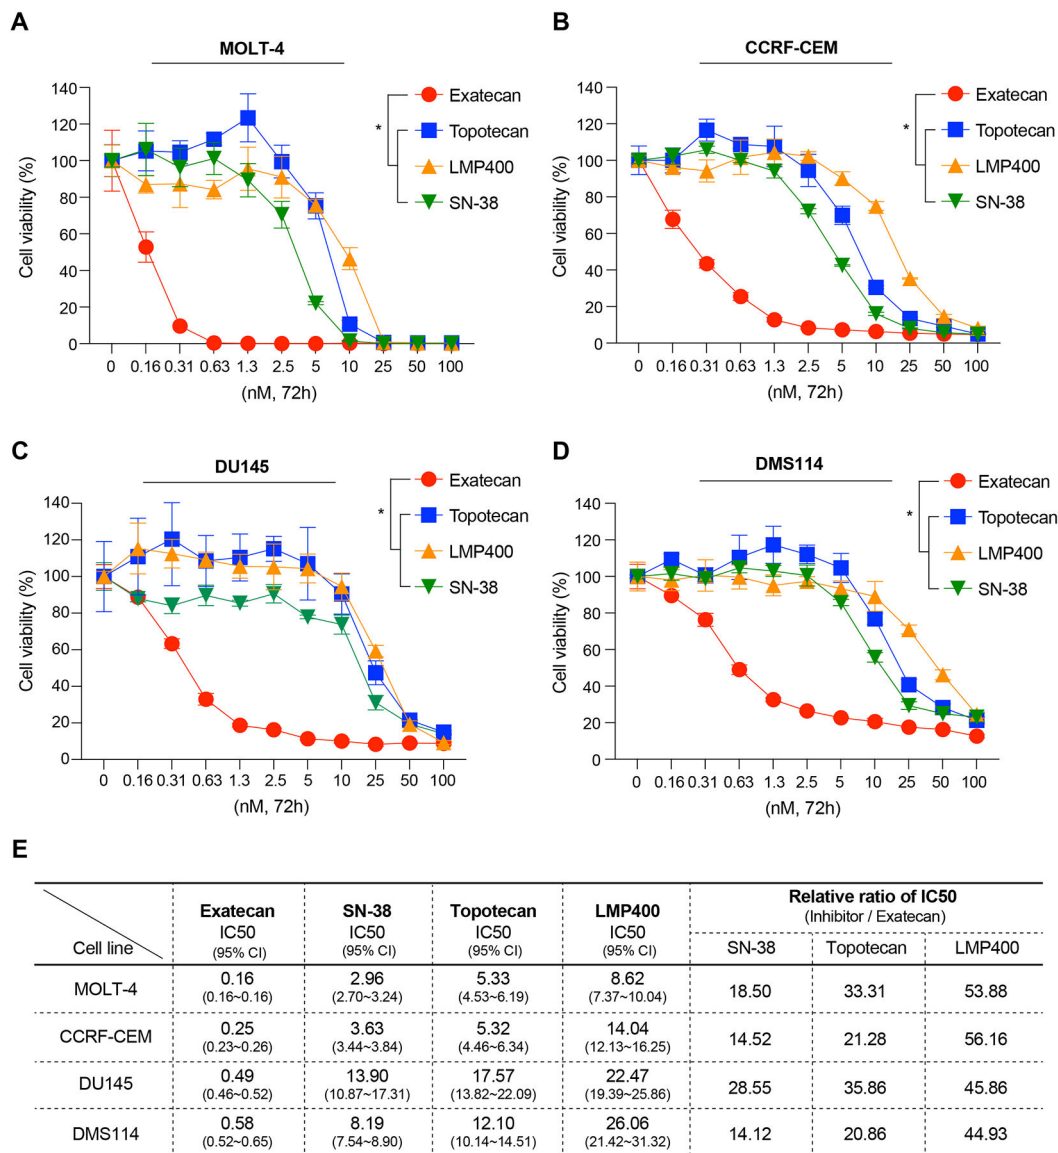 A
MOLT-4
140
120
100
80
60
40
20
0
Cell viability (%)
0 0.16 0.31 0.63 1.3 2.5 5 10 25 50 100
(nM, 72h)
*
Exatecan
Topotecan
LMP400
SN-38
B
CCRF-CEM
140
120
100
80
60
40
20
0
Cell viability (%)
0 0.16 0.31 0.63 1.3 2.5 5 10 25 50 100
(nM, 72h)
*
Exatecan
Topotecan
LMP400
SN-38
C
DU145
140
120
100
80
60
40
20
0
Cell viability (%)
0 0.16 0.31 0.63 1.3 2.5 5 10 25 50 100
(nM, 72h)
*
Exatecan
Topotecan
LMP400
SN-38
D
DMS114
140
120
100
80
60
40
20
0
Cell viability (%)
0 0.16 0.31 0.63 1.3 2.5 5 10 25 50 100
(nM, 72h)
*
Exatecan
Topotecan
LMP400
SN-38
E
Cell line
Exatecan
IC50
(95% CI)
SN-38
IC50
(95% CI)
Topotecan
IC50
(95% CI)
LMP400
IC50
(95% CI)
Relative ratio of IC50
(Inhibitor / Exatecan)
SN-38 Topotecan LMP400
MOLT-4 0.16 2.96 5.33 8.62 18.50 33.31 53.88
(0.16~0.16) (2.70~3.24) (4.53~6.19) (7.37~10.04)
CCRF-CEM 0.25 3.63 5.32 14.04 14.52 21.28 56.16
(0.23~0.26) (3.44~3.84) (4.46~6.34) (12.13~16.25)
DU145 0.49 13.90 17.57 22.47 28.55 35.86 45.86
(0.46~0.52) (10.87~17.31) (13.82~22.09) (19.39~25.86)
DMS114 0.58 8.19 12.10 26.06 14.12 20.86 44.93
(0.52~0.65) (7.54~8.90) (10.14~14.51) (21.42~31.32)